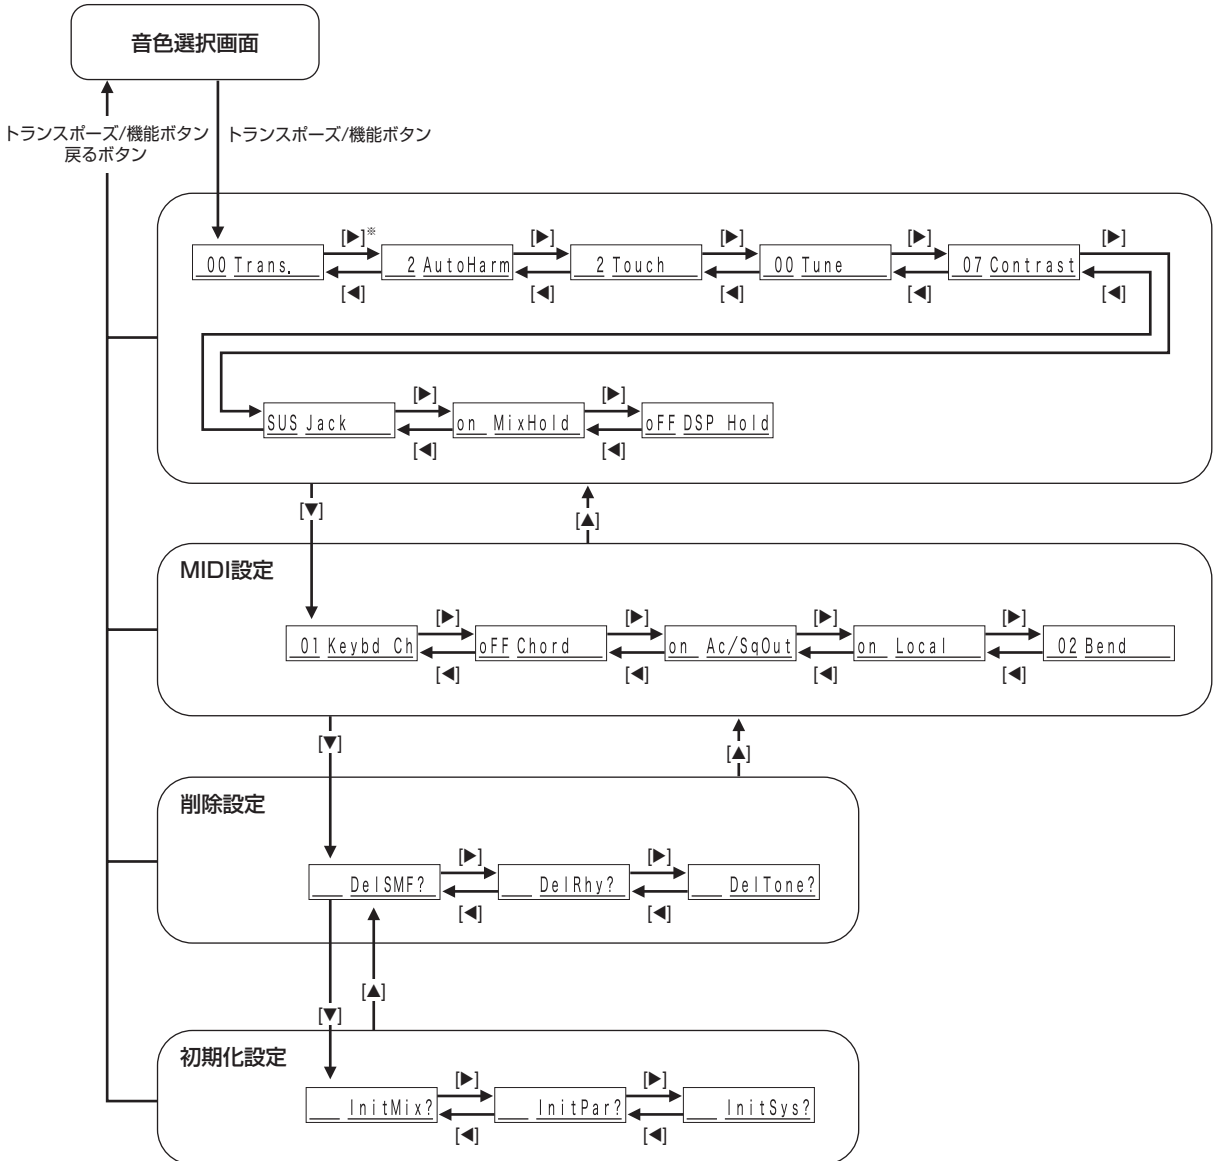 音色選択画面
トランスポーズ/機能ボタン
戻るボタン
トランスポーズ/機能ボタン
[▶]※ [▶] [▶] [▶] [▶]
00 Trans. 2 AutoHarm 2 Touch 00 Tune 07 Contrast
[◀] [◀] [◀] [◀] [◀]
[▶] [▶]
SUS Jack on MixHold oFF DSP Hold
[◀] [◀]
[▼] [▲]
MIDI設定
[▶] [▶] [▶] [▶]
01 Keybd Ch oFF Chord on Ac/SqOut on Local 02 Bend
[◀] [◀] [◀] [◀]
[▼] [▲]
削除設定
[▶] [▶]
DelSMF? DelRhy? DelTone?
[◀] [◀]
[▲]
[▼]
初期化設定
[▶] [▶]
InitMix? InitPar? InitSys?
[◀] [◀]